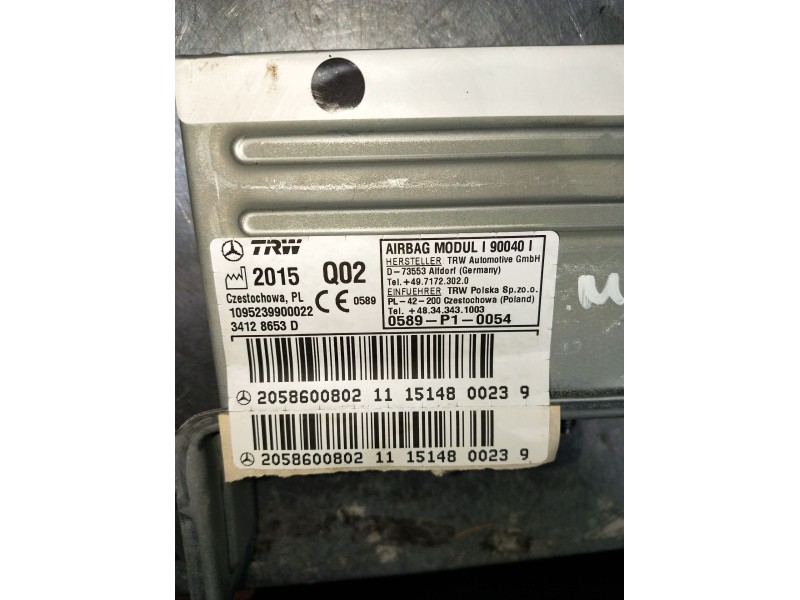 TRW
2015 Q02
Czestochowa, PL
CE 0589
1095239900022
3412 8653 D
AIRBAG MODUL I 90040 I
HERSTELLER: TRW Automotive GmbH
D-73553 Alfdorf (Germany)
Tel.+49.7172.302.0
EINFUEHRER: TRW Polska Sp.zo.o.
PL-42-200 Czestochowa (Poland)
Tel. +48.34.343.1003
0589-P1-0054
2058600802 11 15148 0023 9
2058600802 11 15148 0023 9